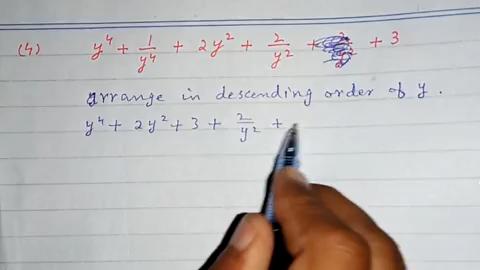 (4) y⁴ + 1/y⁴ + 2y² + 2/y² + 3
Arrange in descending order of y.
y⁴ + 2y² + 3 + 2/y² +